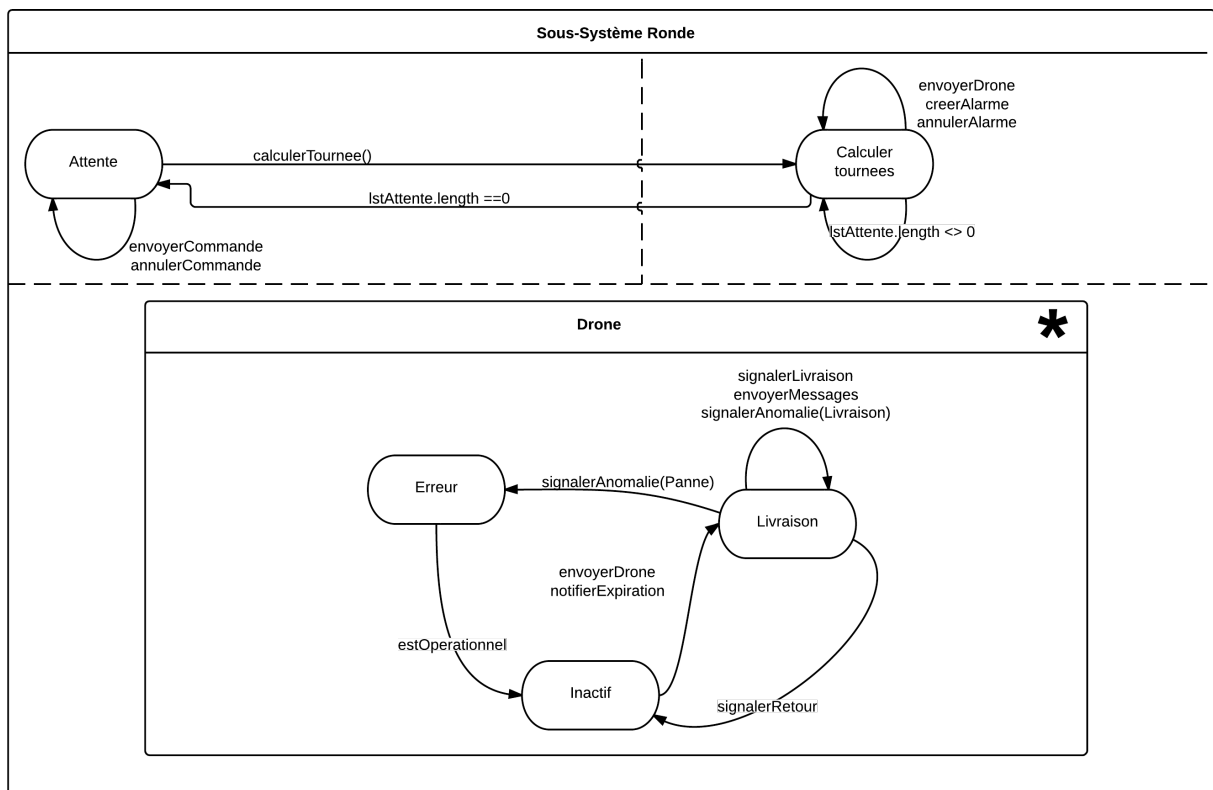 Sous-Système Ronde
envoyerDrone
creerAlarme
annulerAlarme
Attente
calculerTournee()
Calculer
tournees
lstAttente.length ==0
lstAttente.length <> 0
envoyerCommande
annulerCommande
Drone
*
signalerLivraison
envoyerMessages
signalerAnomalie(Livraison)
Erreur
signalerAnomalie(Panne)
Livraison
envoyerDrone
notifierExpiration
estOperationnel
Inactif
signalerRetour